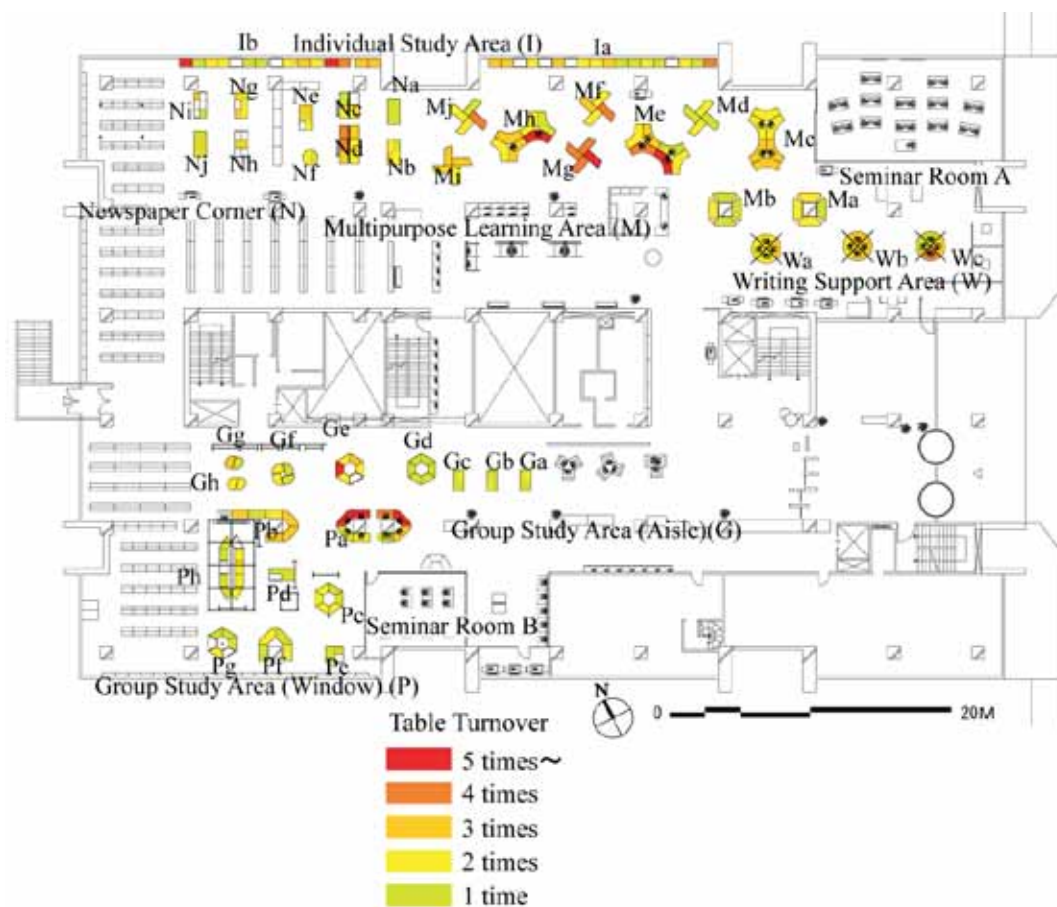 Ib
Individual Study Area (I)
Ia
Ng
Na
Ni
Ne
Nc
Mj
Mf
Md
Mh
Me
Mc
Nj
Nh
Nd
Nf
Nb
Mi
Mg
Seminar Room A
Newspaper Corner (N)
Multipurpose Learning Area (M)
Mb
Ma
Wa
Wb
Wc
Writing Support Area (W)
Gg
Gf
Ge
Gd
Gc
Gb
Ga
Gh
Pb
Pa
Group Study Area (Aisle)(G)
Ph
Pd
Pc
Seminar Room B
Pg
Pf
Pe
Group Study Area (Window) (P)
N
0
20M
Table Turnover
5 times～
4 times
3 times
2 times
1 time